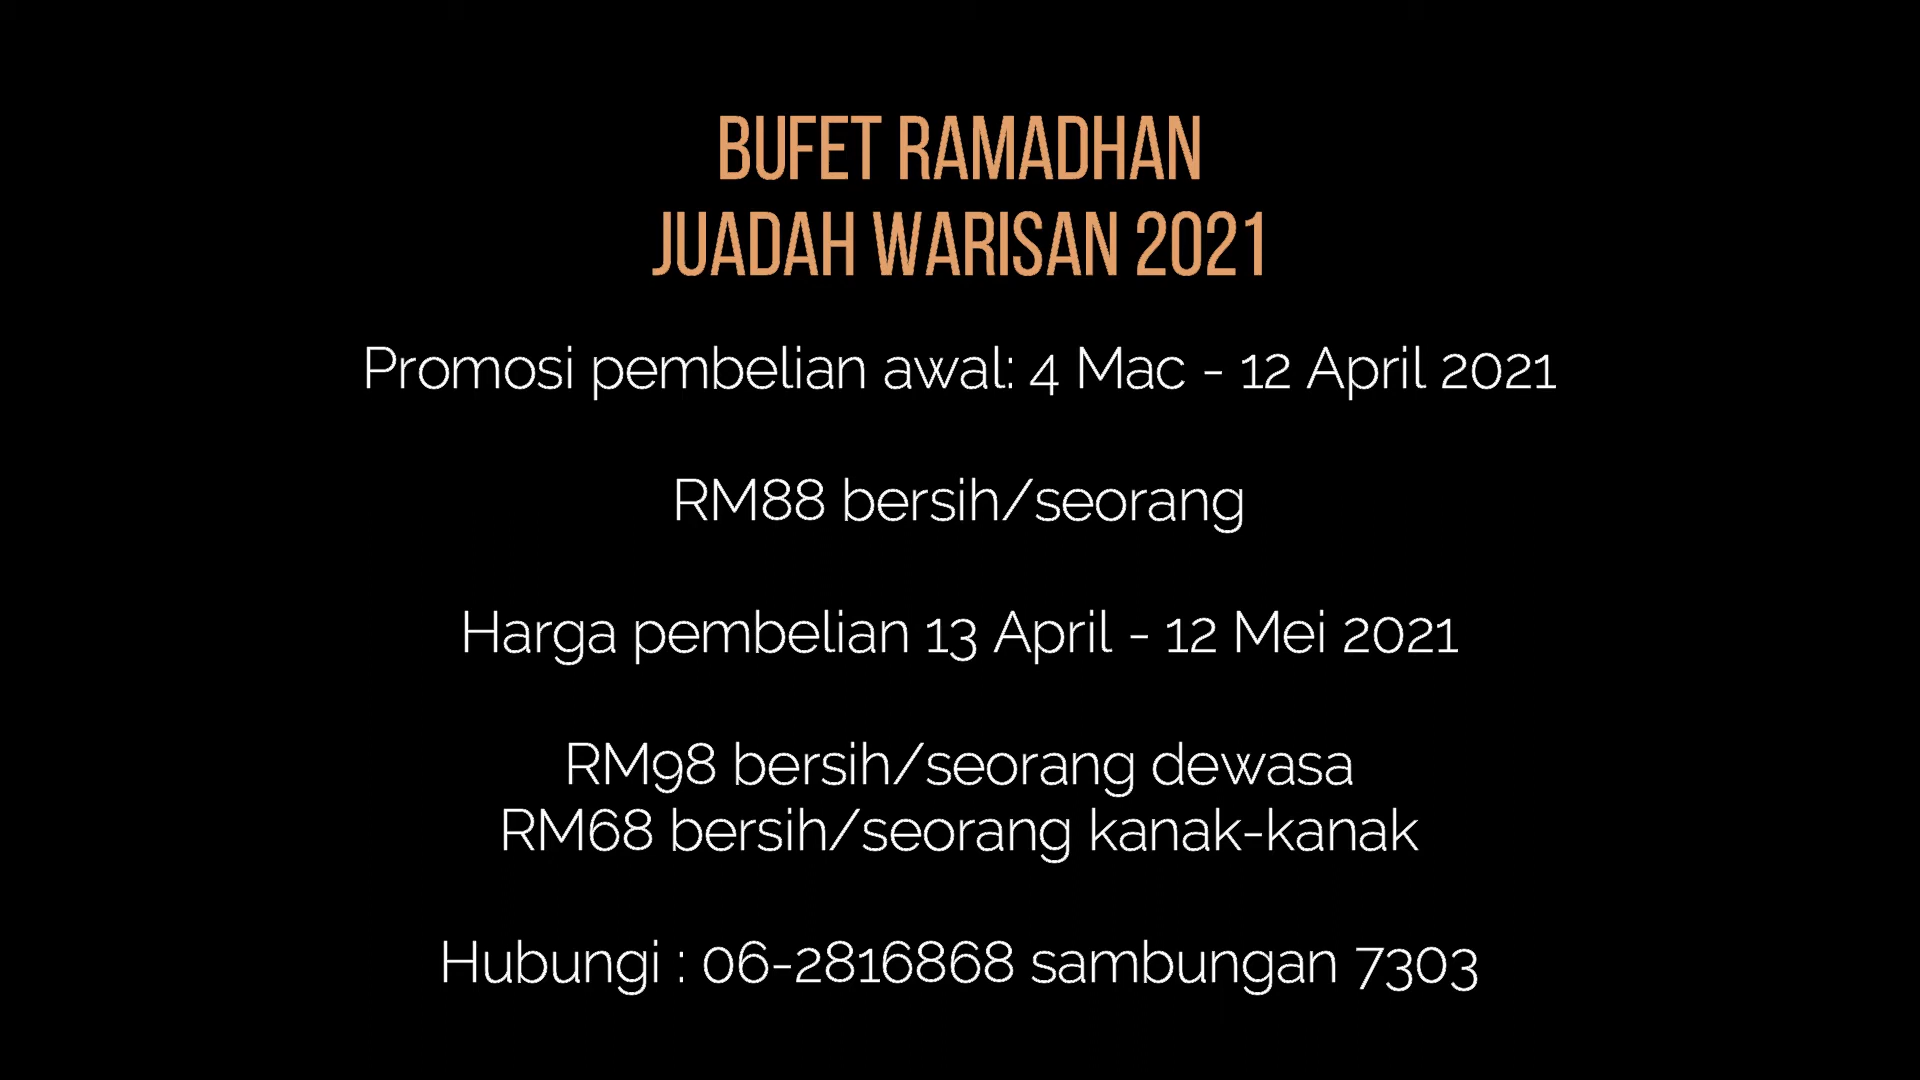 BUFET RAMADHAN
JUADAH WARISAN 2021
Promosi pembelian awal: 4 Mac - 12 April 2021
RM88 bersih/seorang
Harga pembelian 13 April - 12 Mei 2021
RM98 bersih/seorang dewasa
RM68 bersih/seorang kanak-kanak
Hubungi : 06-2816868 sambungan 7303